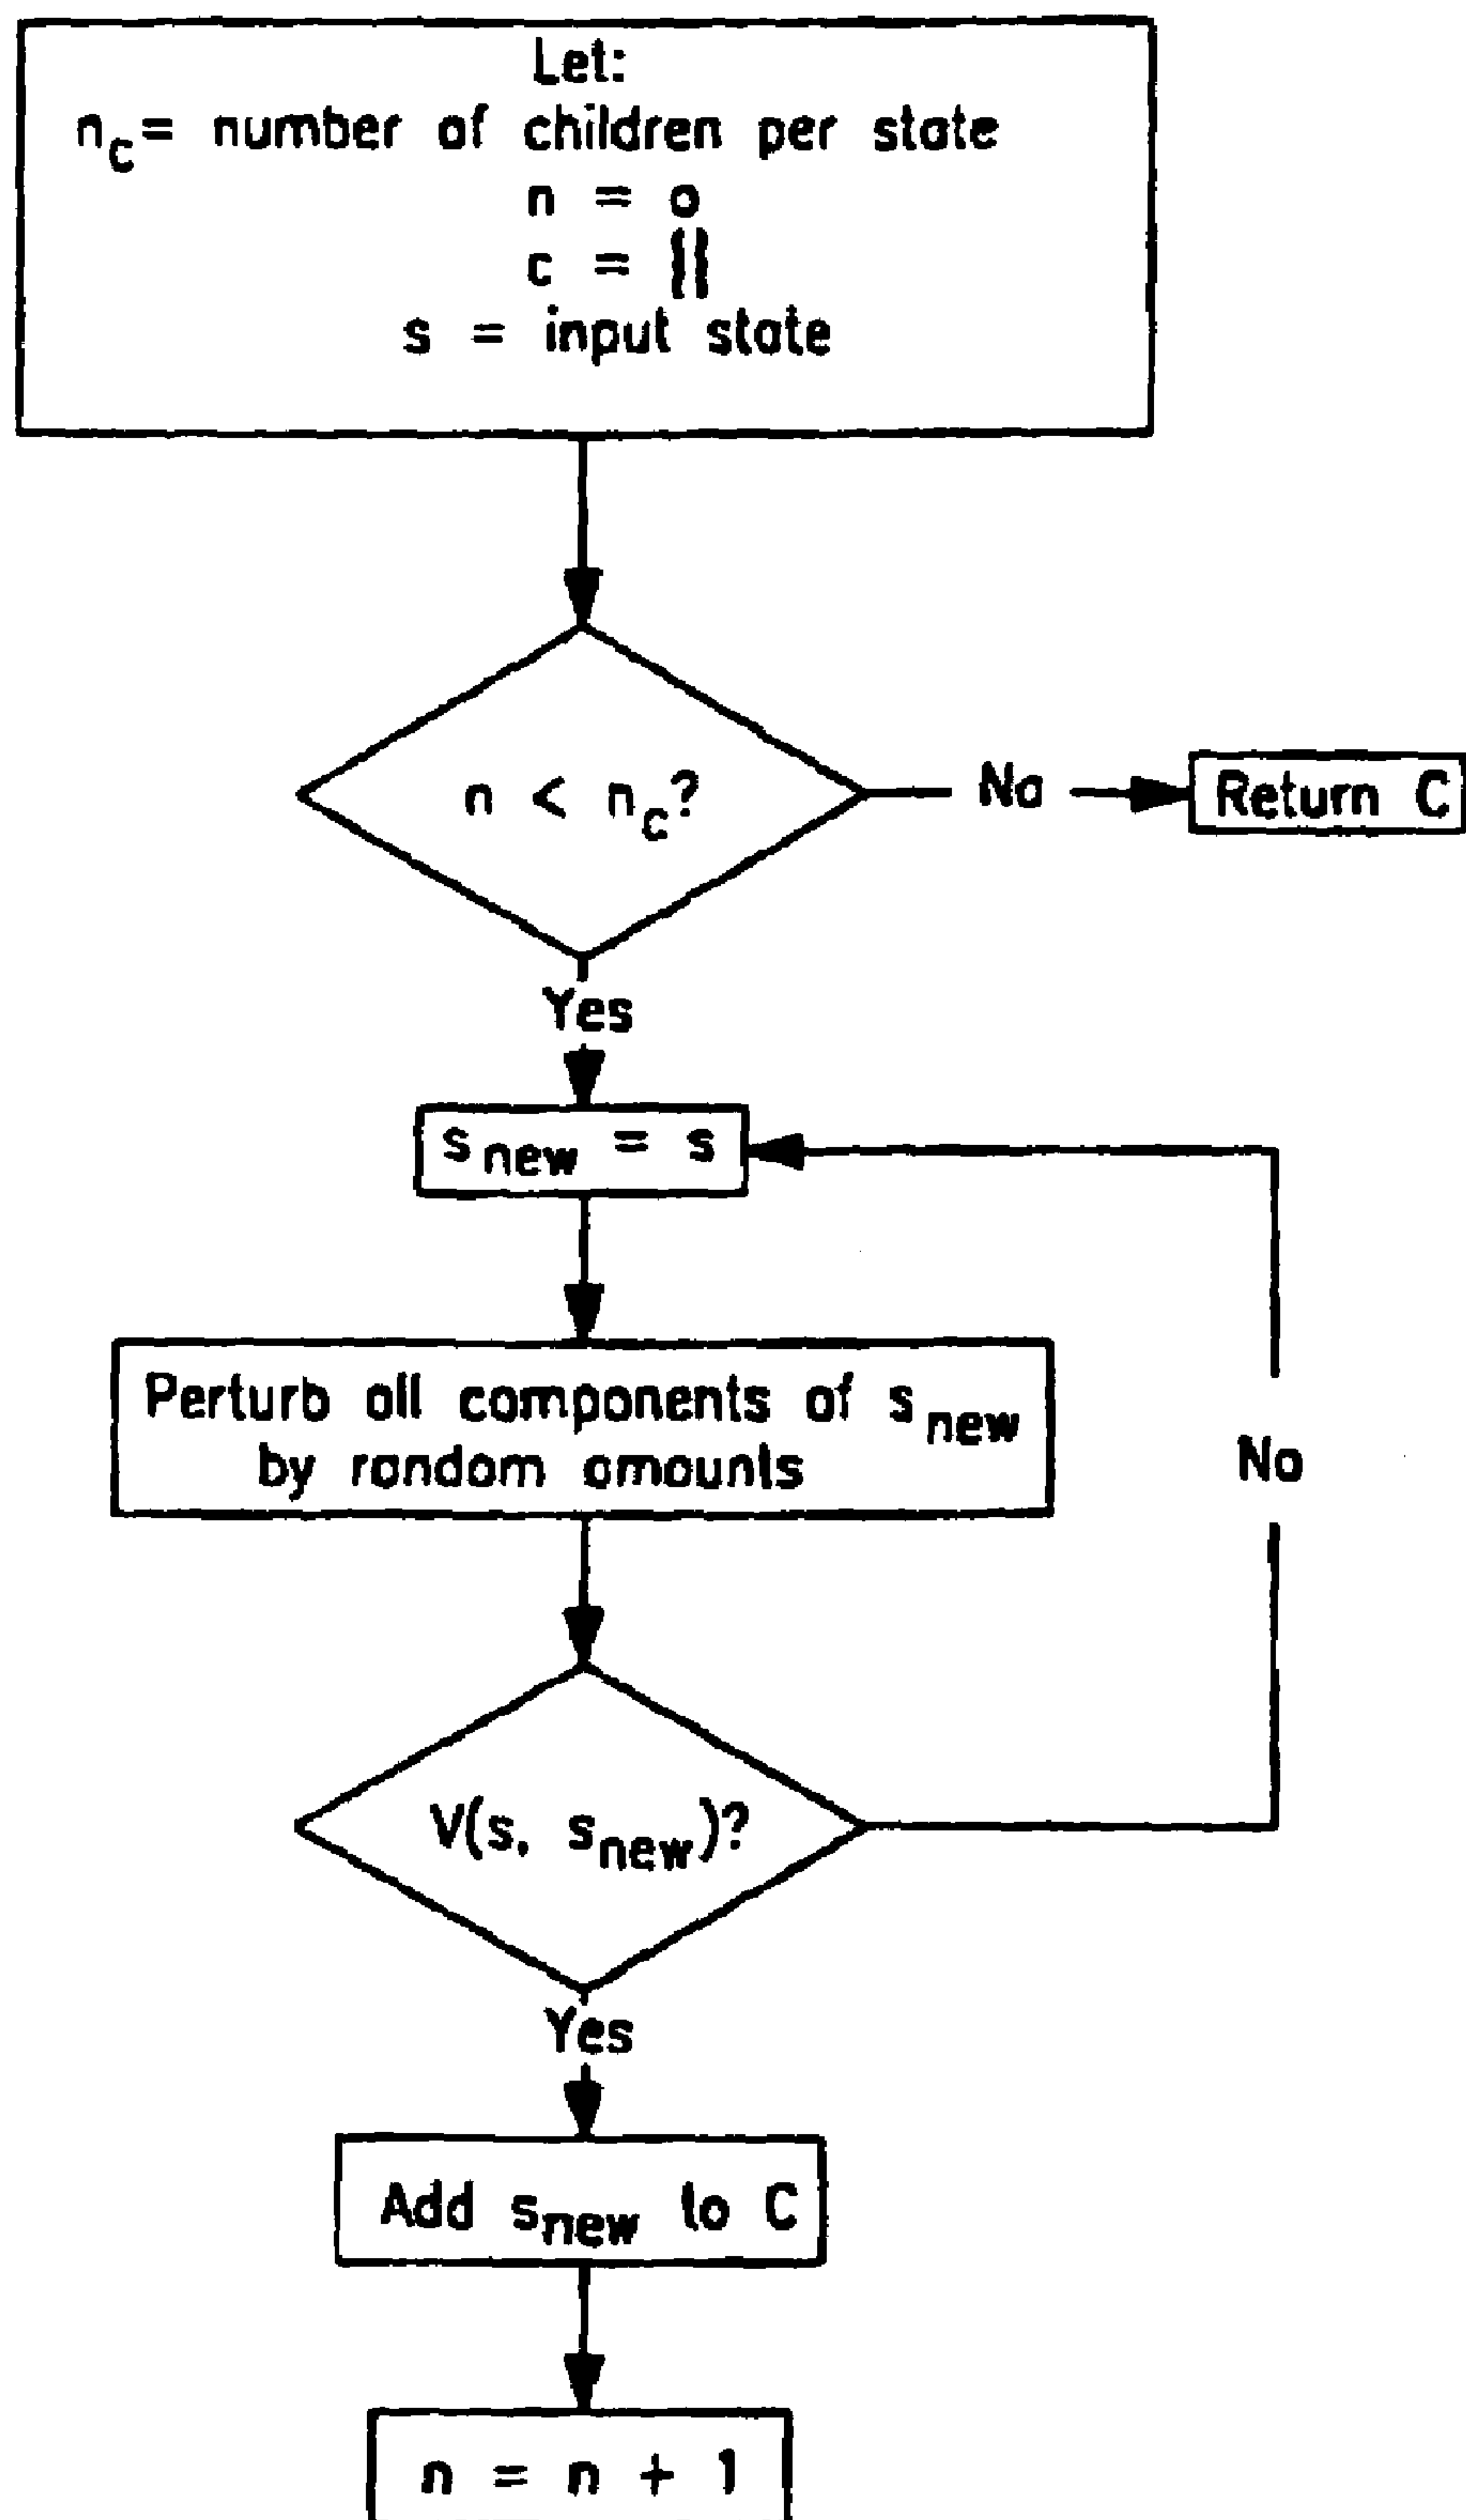 Let:
n_c = number of children per state
n = o
c = {}
s = input state
n < n_c?
No
Return C
Yes
s_new = s
Perturb all components of s_new
by random amounts
No
V(s, s_new)?
Yes
Add s_new to C
n = n + 1